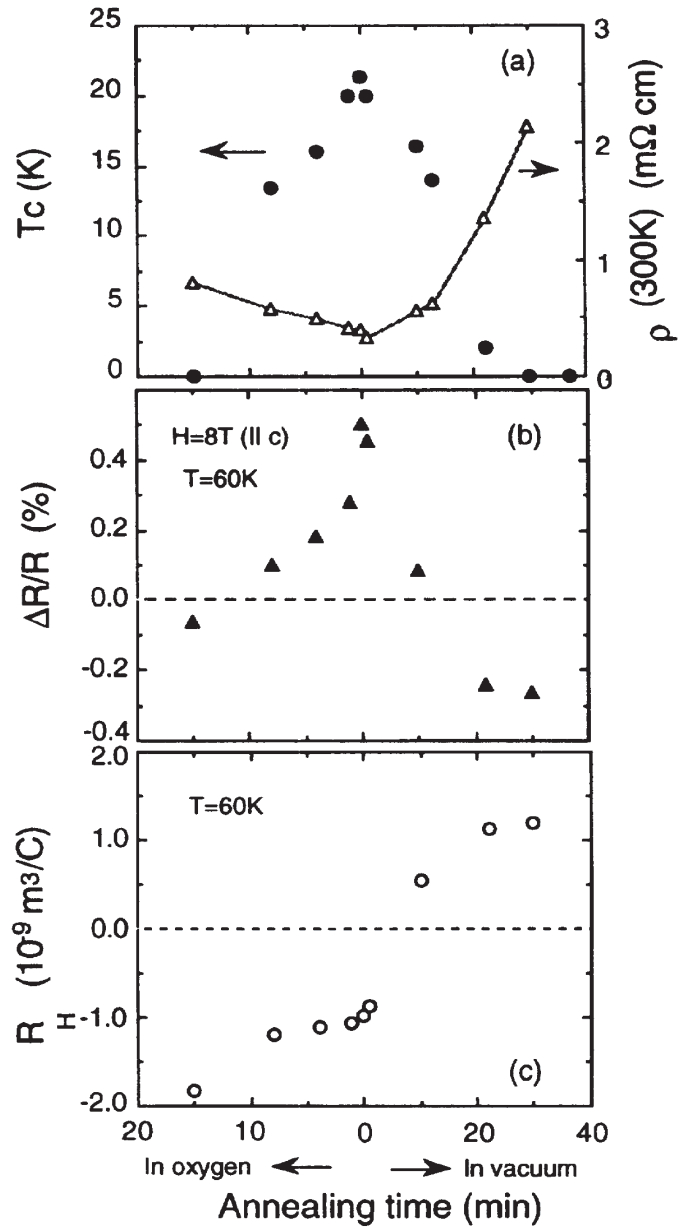 (a)
25
20
15
10
5
0
Tc (K)
3
2
1
0
ρ (300K) (mΩ cm)
(b)
H=8T (II c)
T=60K
0.4
0.2
0.0
-0.2
-0.4
ΔR/R (%)
2.0
1.0
0.0
-1.0
-2.0
R H (10-9 m3/C)
T=60K
(c)
20 10 0 20 40
In oxygen In vacuum
Annealing time (min)